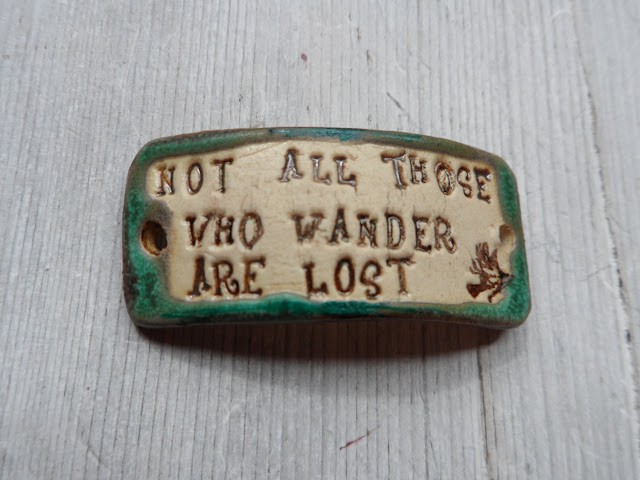 NOT ALL THOSE
WHO WANDER
ARE LOST